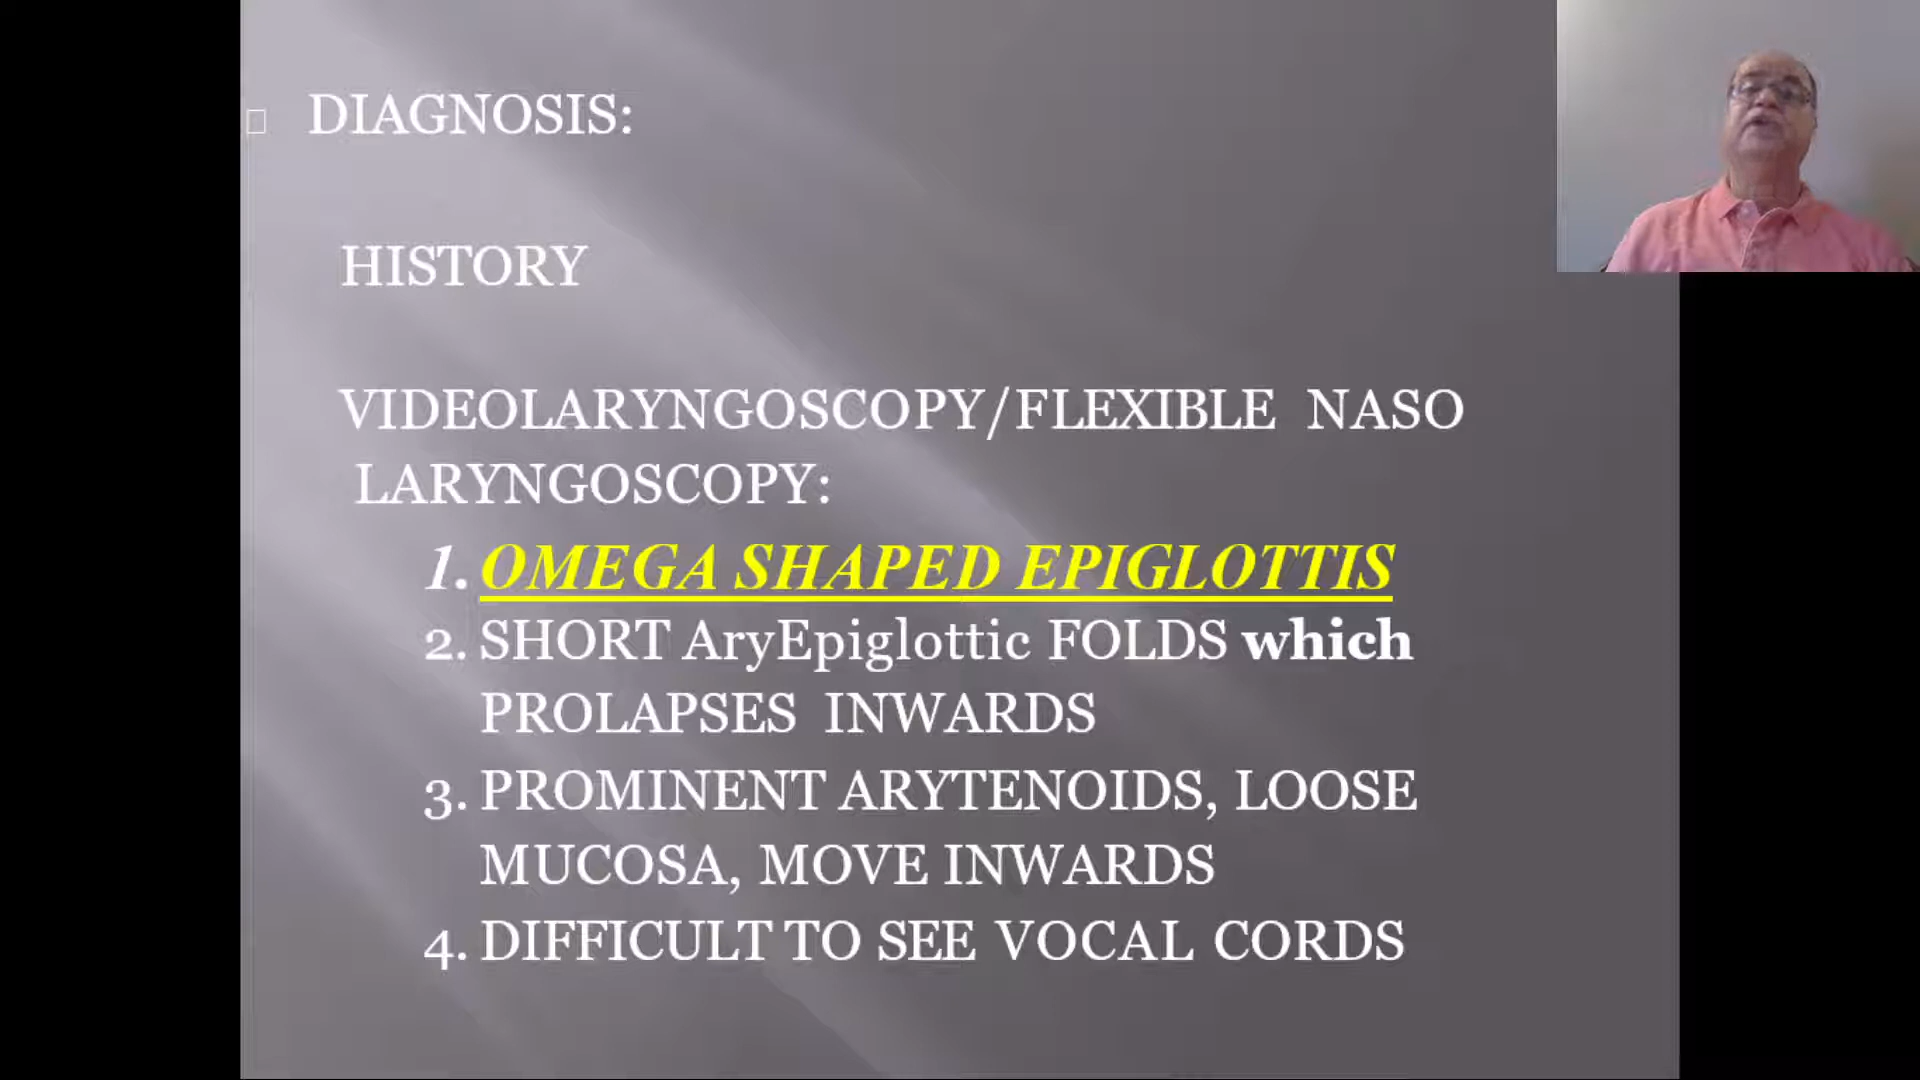 DIAGNOSIS:
HISTORY
VIDEOLARYNGOSCOPY/FLEXIBLE NASO
LARYNGOSCOPY:
1. OMEGA SHAPED EPIGLOTTIS
2. SHORT AryEpiglottic FOLDS which
PROLAPSES INWARDS
3. PROMINENT ARYTENOIDS, LOOSE
MUCOSA, MOVE INWARDS
4. DIFFICULT TO SEE VOCAL CORDS